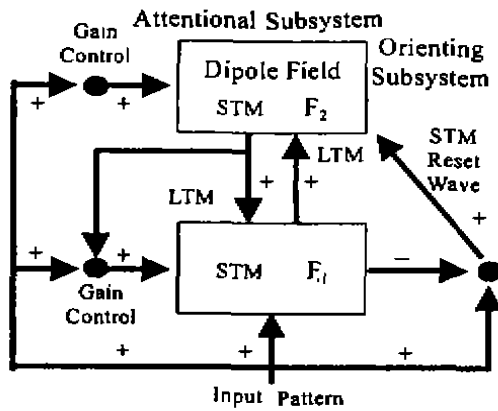 Attentional Subsystem
Gain
Control
Orienting
Subsystem
Dipole Field
STM F2
+ +
STM
Reset
Wave
LTM
+ +
LTM
+
+ +
STM F1
−
Gain
Control
+ + +
Input Pattern